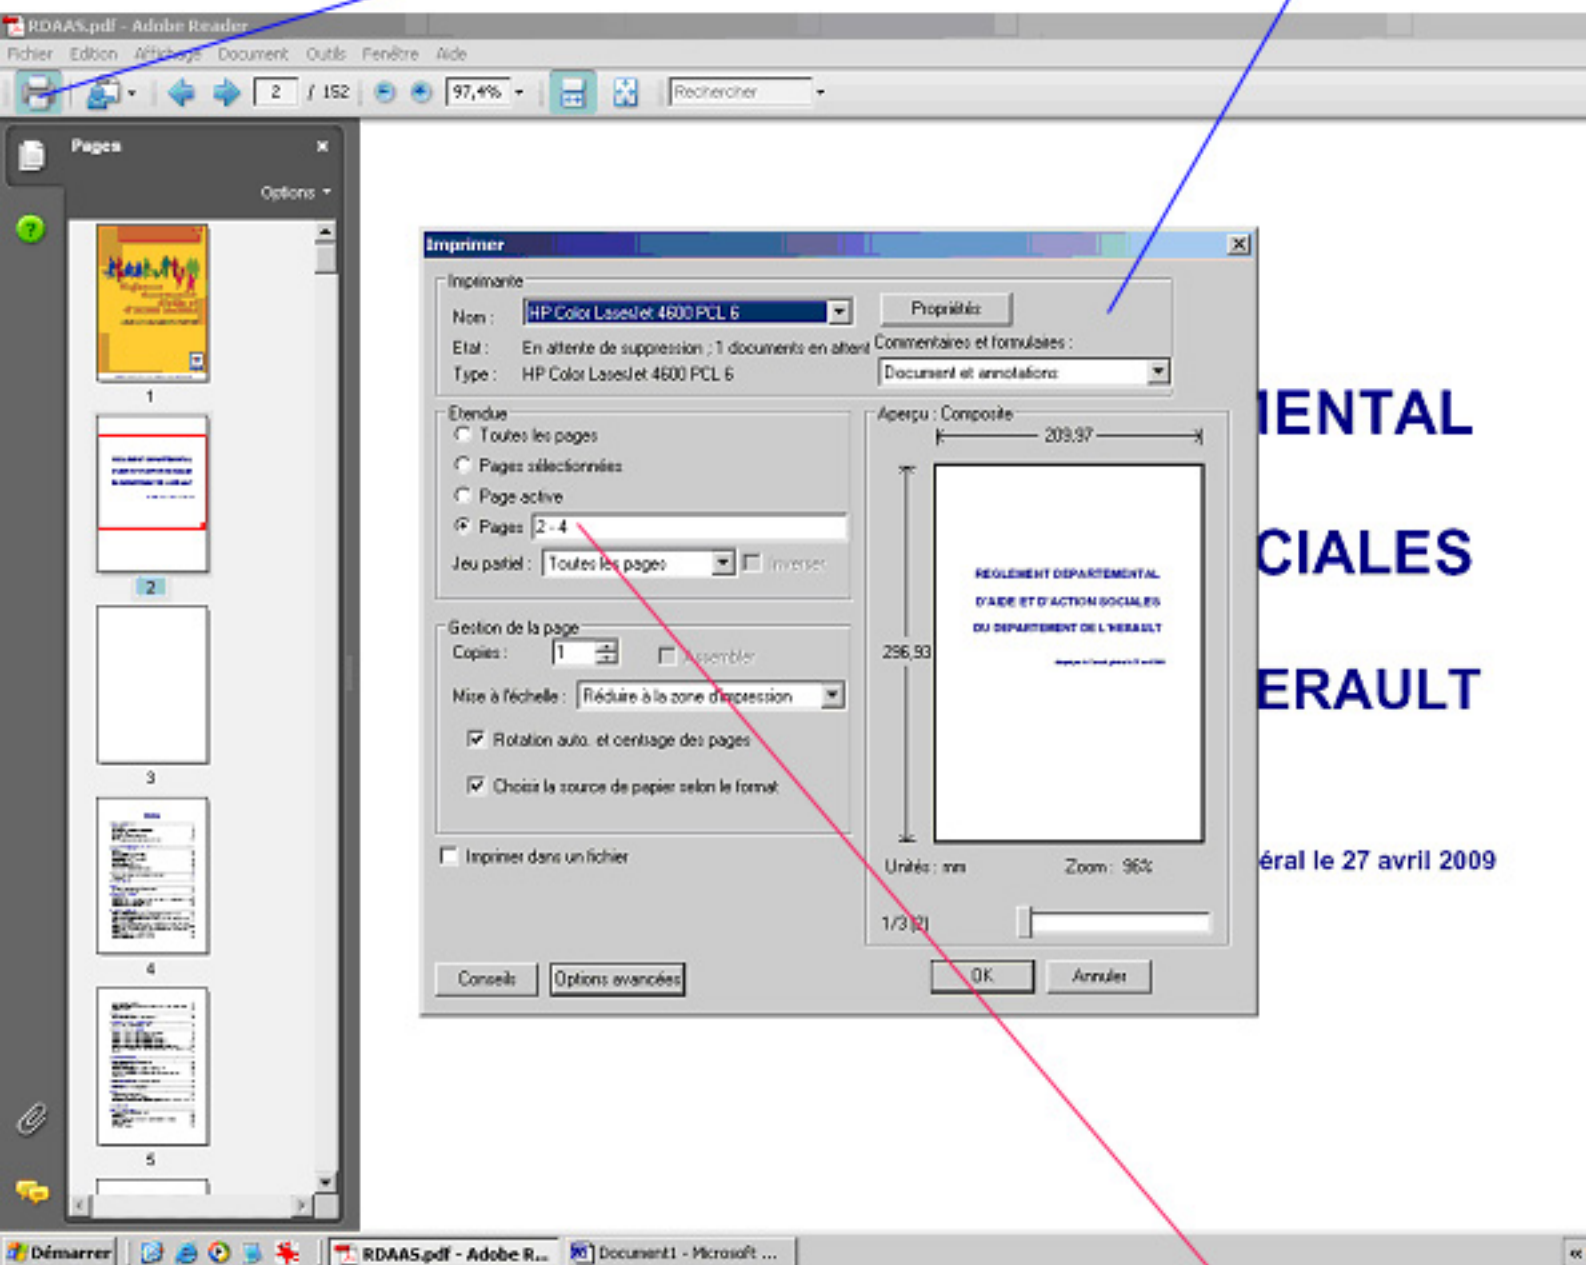 RDAAS.pdf - Adobe Reader
Fichier Edition Affichage Document Outils Fenêtre Aide
2 / 152 97,4% Rechercher
Pages
Options
1
2
3
4
5
Imprimer
Imprimante
Nom : HP Color LaserJet 4600 PCL 6 Propriétés
Etat : En attente de suppression ; 1 documents en attent Commentaires et formulaires :
Type : HP Color LaserJet 4600 PCL 6 Document et annotations
Etendue
Toutes les pages
Pages sélectionnées
Page active
Pages 2 - 4
Jeu partiel : Toutes les pages Inverser
Gestion de la page
Copies : 1 Assembler
Mise à l'échelle : Réduire à la zone d'impression
Rotation auto. et centrage des pages
Choisir la source de papier selon le format
Imprimer dans un fichier
Conseils Options avancées
Aperçu : Composite
209,97
296,93
REGLEMENT DEPARTEMENTAL
D'AIDE ET D'ACTION SOCIALES
DU DEPARTEMENT DE L'HERAULT
Unités : mm Zoom : 96%
1/3 (2)
OK Annuler
MENTAL
CIALES
ERAULT
éral le 27 avril 2009
Démarrer RDAAS.pdf - Adobe R... Document1 - Microsoft ...